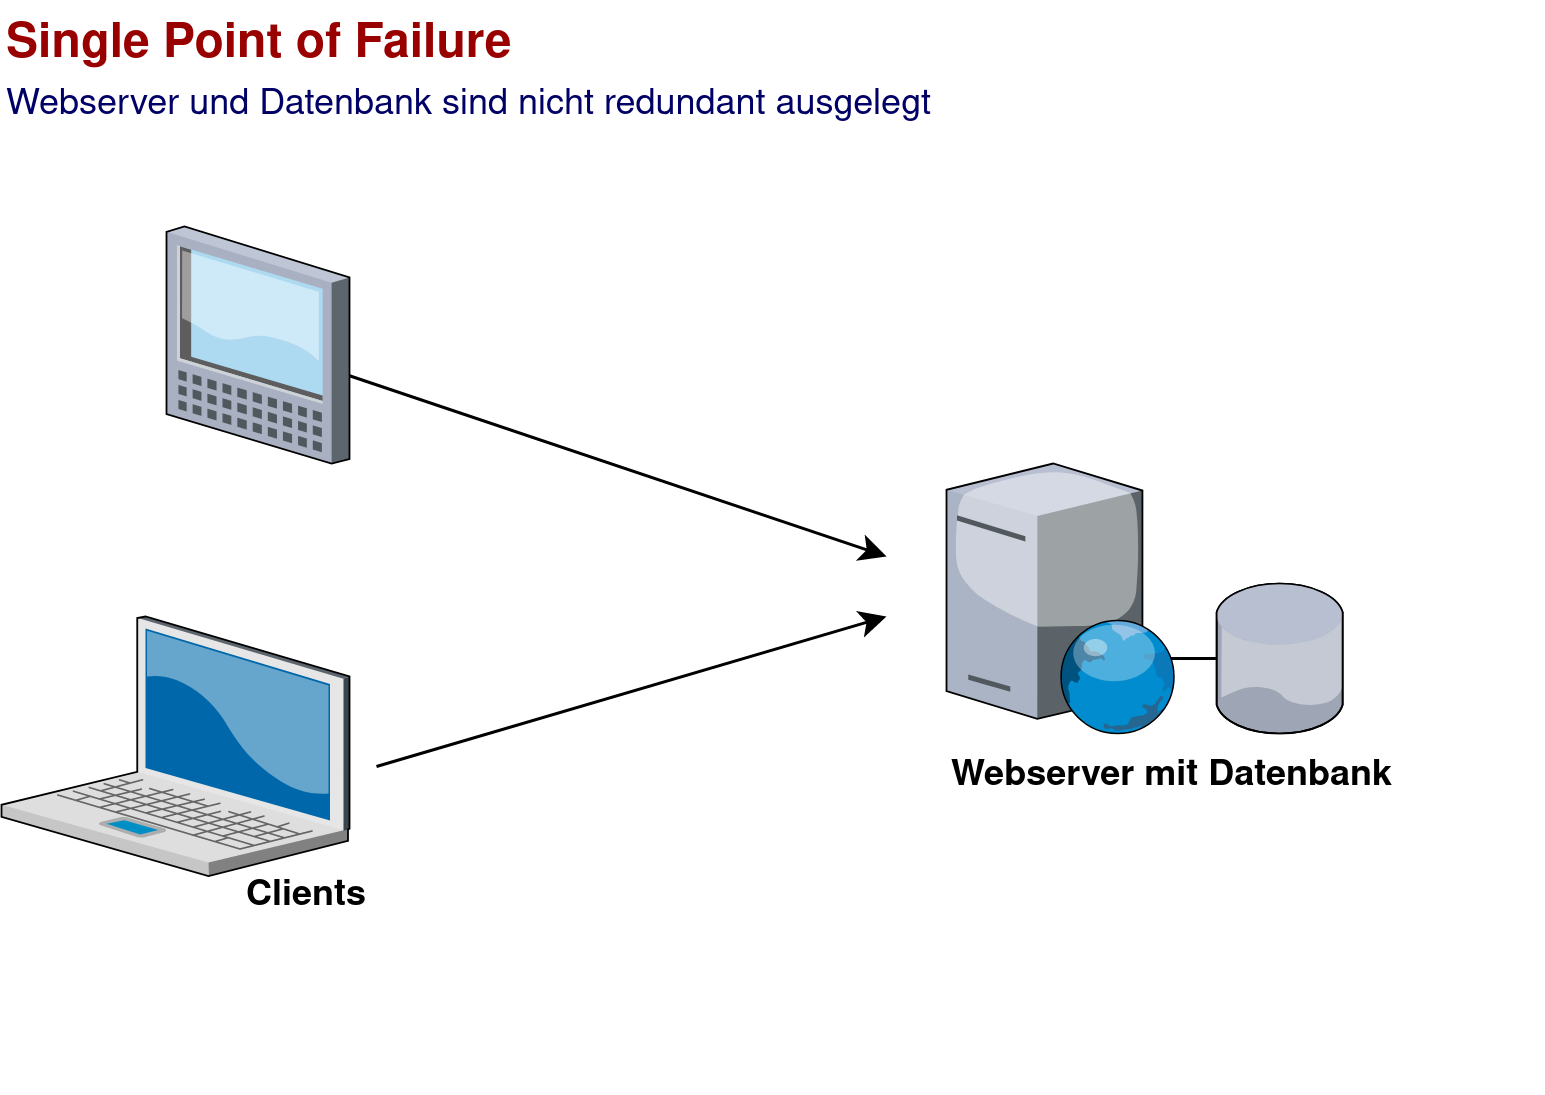 Single Point of Failure
Webserver und Datenbank sind nicht redundant ausgelegt
Webserver mit Datenbank
Clients